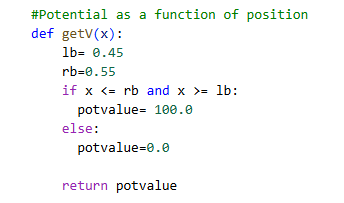 #Potential as a function of position
def getV(x):
    lb= 0.45
    rb=0.55
    if x <= rb and x >= lb:
      potvalue= 100.0
    else:
      potvalue=0.0

    return potvalue